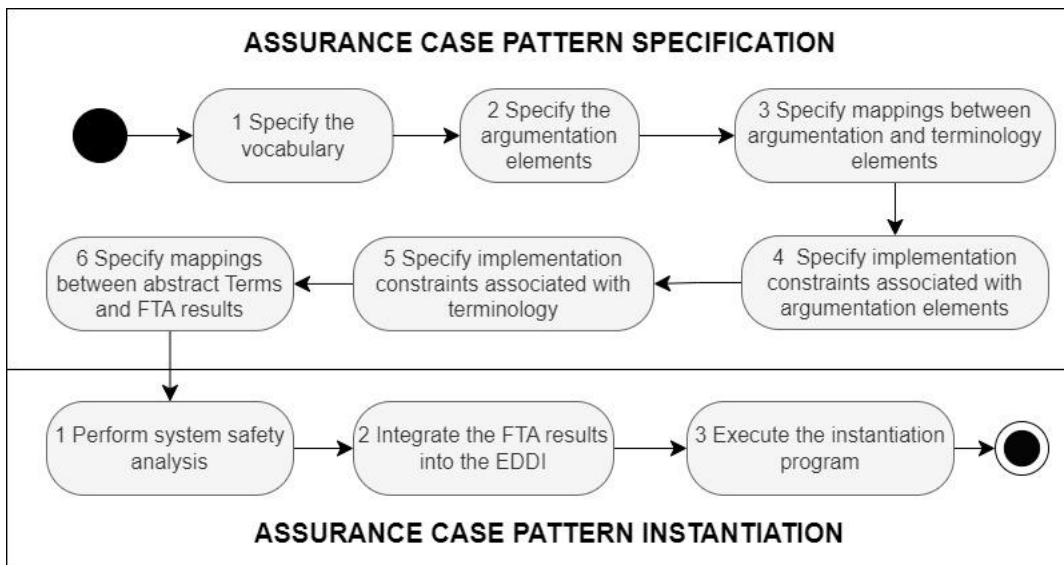 ASSURANCE CASE PATTERN SPECIFICATION
1 Specify the
vocabulary
2 Specify the
argumentation
elements
3 Specify mappings between
argumentation and terminology
elements
4 Specify implementation
constraints associated with
argumentation elements
5 Specify implementation
constraints associated with
terminology
6 Specify mappings
between abstract Terms
and FTA results
1 Perform system safety
analysis
2 Integrate the FTA results
into the EDDI
3 Execute the instantiation
program
ASSURANCE CASE PATTERN INSTANTIATION